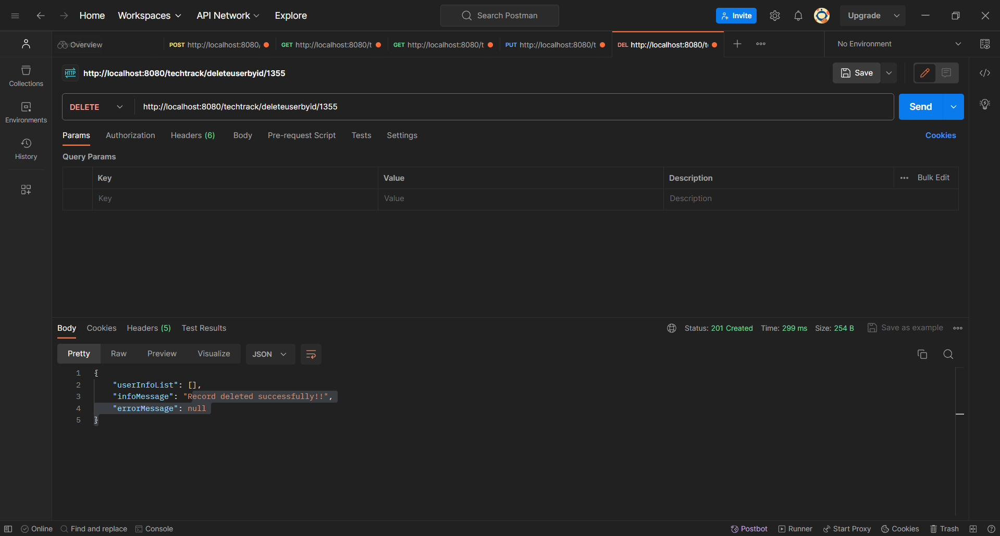 Home Workspaces API Network Explore Search Postman Invite Upgrade
Overview POST http://localhost:8080/ GET http://localhost:8080/t GET http://localhost:8080/t PUT http://localhost:8080/t DEL http://localhost:8080/t No Environment
HTTP http://localhost:8080/techtrack/deleteuserbyid/1355 Save
Collections
DELETE http://localhost:8080/techtrack/deleteuserbyid/1355 Send
Environments
Params Authorization Headers (6) Body Pre-request Script Tests Settings Cookies
History
Query Params
Key Value Description Bulk Edit
Key Value Description
Body Cookies Headers (5) Test Results Status: 201 Created Time: 299 ms Size: 254 B Save as example
Pretty Raw Preview Visualize JSON
1 {
2 "userInfoList": [],
3 "infoMessage": "Record deleted successfully!!",
4 "errorMessage": null
5 }
Online Find and replace Console Postbot Runner Start Proxy Cookies Trash